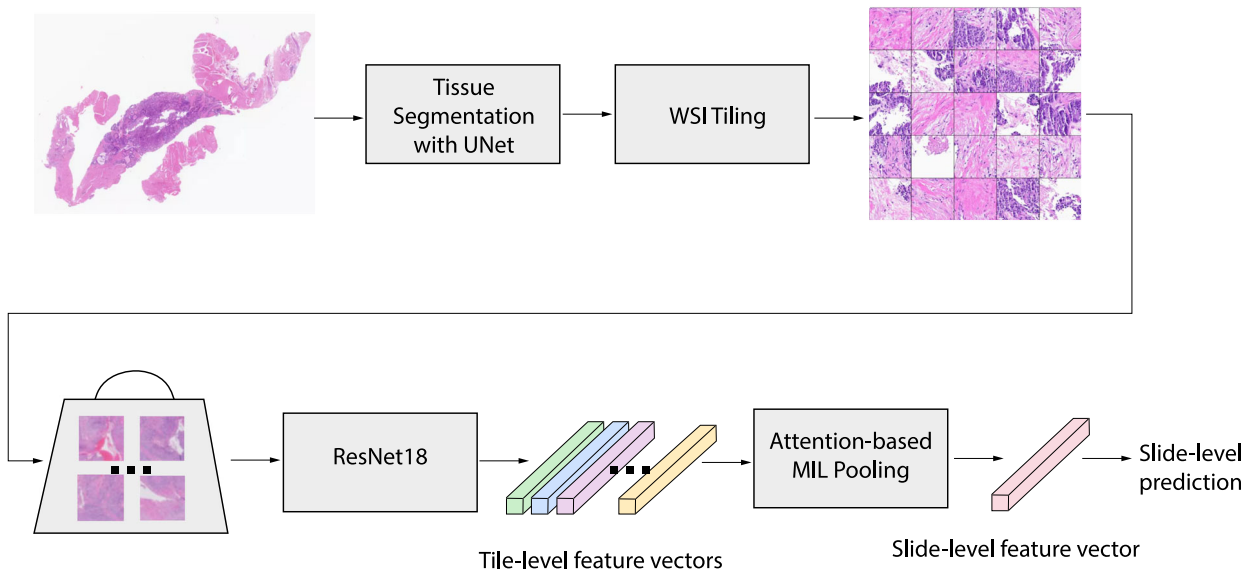 Tissue
Segmentation
with UNet
WSI Tiling
ResNet18
Attention-based
MIL Pooling
Slide-level
prediction
Tile-level feature vectors
Slide-level feature vector